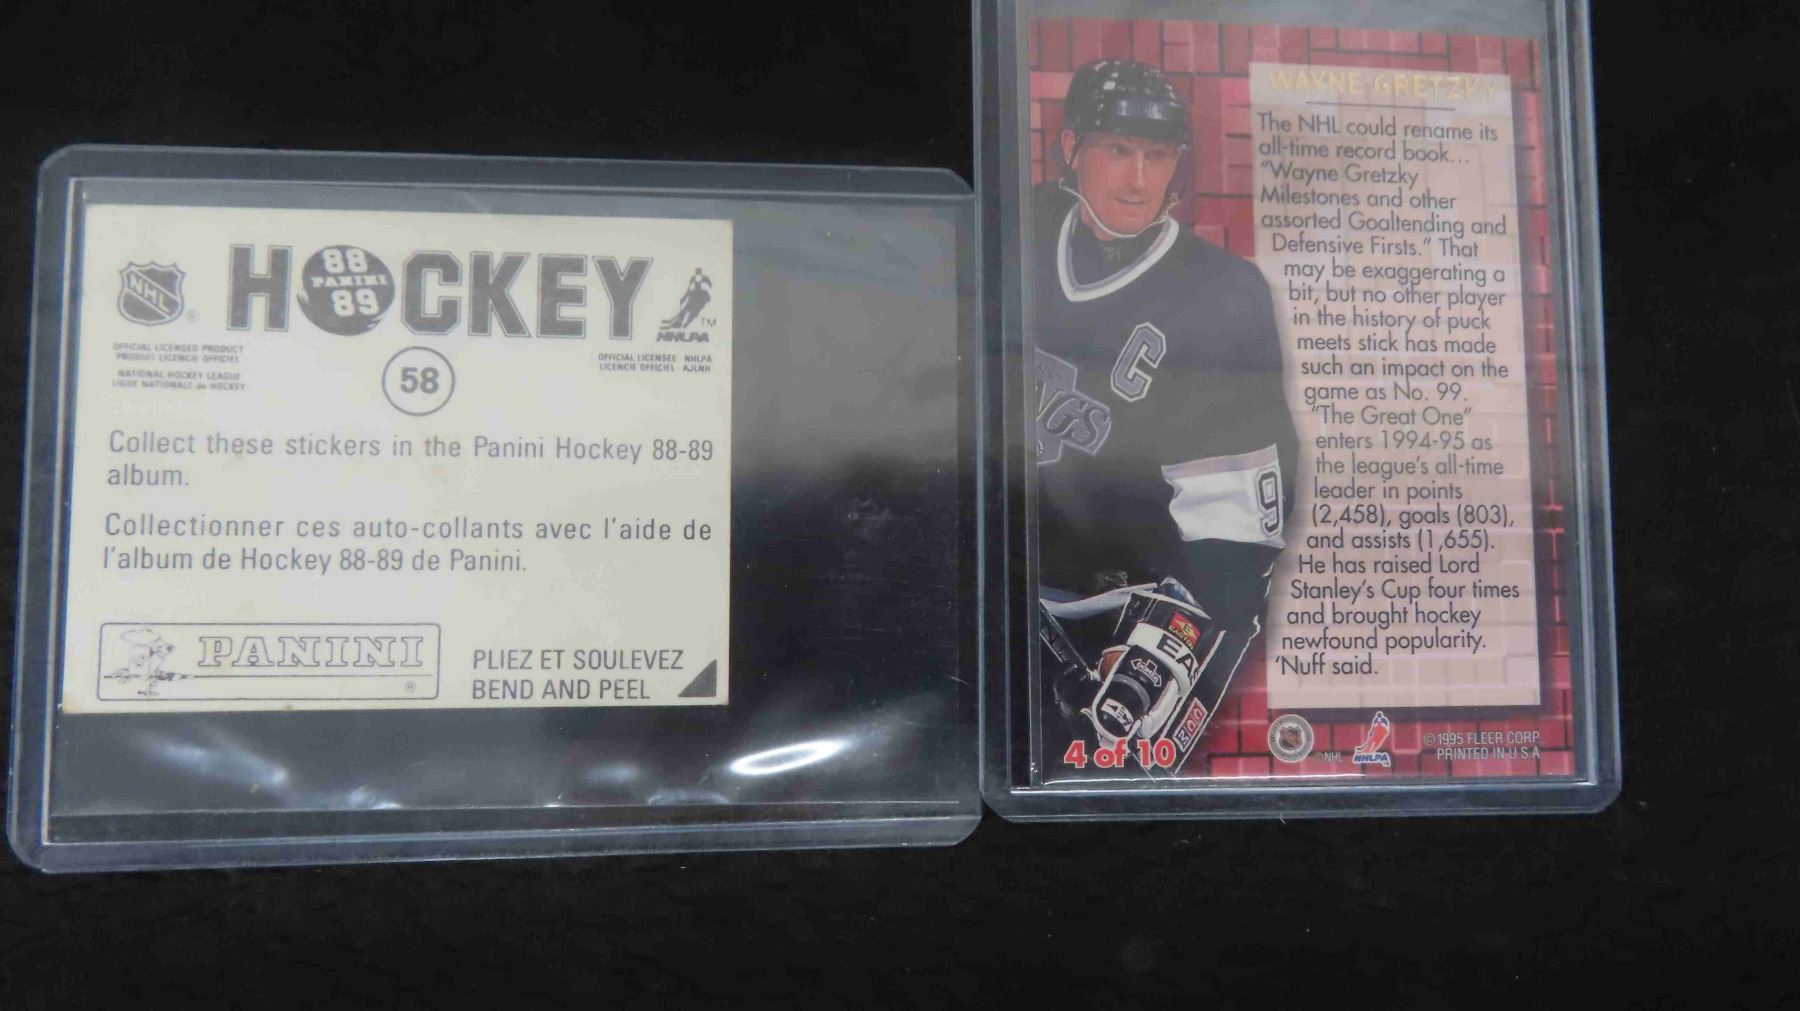 NHL
HOCKEY
88
PANINI
89
TM
NHLPA
OFFICIAL LICENSED PRODUCT
PRODUIT LICENCIE OFFICIEL
NATIONAL HOCKEY LEAGUE
LIGUE NATIONALE de HOCKEY
OFFICIAL LICENSEE · NHLPA
LICENCIE OFFICIEL · AJLNH
58
Collect these stickers in the Panini Hockey 88-89
album.
Collectionner ces auto-collants avec l'aide de
l'album de Hockey 88-89 de Panini.
PANINI
®
PLIEZ ET SOULEVEZ
BEND AND PEEL
WAYNE GRETZKY
The NHL could rename its
all-time record book...
"Wayne Gretzky
Milestones and other
assorted Goaltending and
Defensive Firsts." That
may be exaggerating a
bit, but no other player
in the history of puck
meets stick has made
such an impact on the
game as No. 99.
"The Great One"
enters 1994-95 as
the league's all-time
leader in points
(2,458), goals (803),
and assists (1,655).
He has raised Lord
Stanley's Cup four times
and brought hockey
newfound popularity.
'Nuff said.
C
9
EA
300
4 of 10
©NHL
NHLPA
© 1995 FLEER CORP.
PRINTED IN U S A